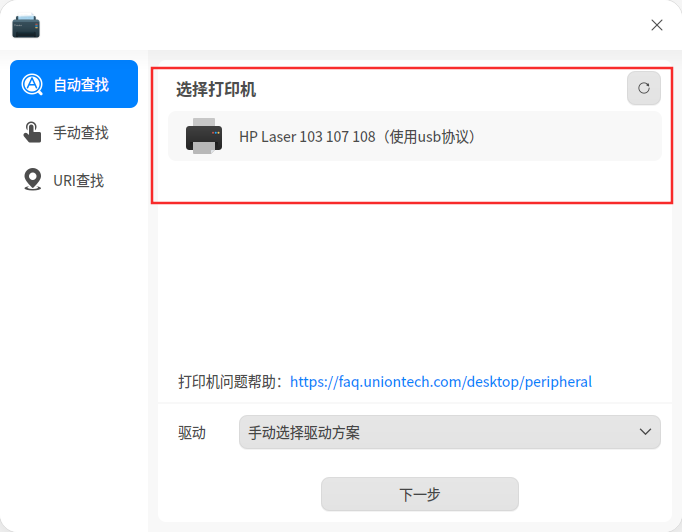 自动查找
手动查找
URI查找
选择打印机
HP Laser 103 107 108（使用usb协议）
打印机问题帮助：https://faq.uniontech.com/desktop/peripheral
驱动 手动选择驱动方案
下一步